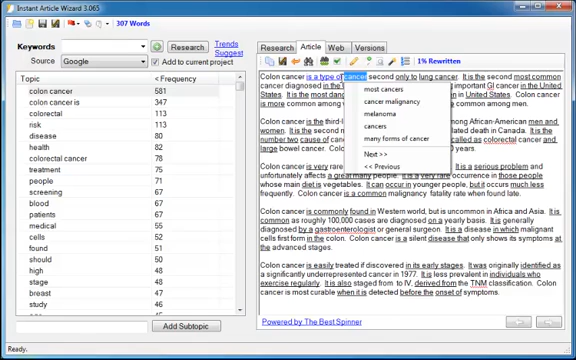 Instant Article Wizard 3.065
307 Words
Keywords
Research
Trends
Suggest
Source
Google
Add to current project
Topic < Frequency
colon cancer 581
colon cancer is 347
colorectal 113
risk 113
disease 80
health 82
colorectal cancer 78
treatment 75
people 71
screening 67
blood 67
patients 67
medical 55
cells 52
found 51
should 50
high 48
stage 48
breast 47
study 46
Add Subtopic
Ready.
Research Article Web Versions
1% Rewritten
Colon cancer is a type of cancer second only to lung cancer. It is the second most common
cancer diagnosed in the important GI cancer in the United
States. It is the most in United States. Colon cancer
is more common among
most cancers
cancer malignancy
melanoma
cancers
many forms of cancer
Next >>
<< Previous
Colon cancer is the third African-American men and
women. It is the second lated death in Canada. It is the
number two cause of called as colorectal cancer and
large bowel cancer. years.
Colon cancer is very rare It is a serious problem and
unfortunately affects a great many people. It is a very rare occurrence in those people
whose main diet is vegetables. It can occur in younger people, but it occurs much less
frequently. Colon cancer is a common malignancy fatality rate when found late.
Colon cancer is commonly found in Western world, but is uncommon in Africa and Asia. It is
common as roughly 100,000 cases are diagnosed on a yearly basis. It is generally
diagnosed by a gastroenterologist or general surgeon. It is a disease in which malignant
cells first form in the colon. Colon cancer is a silent disease that only shows its symptoms at
the advanced stages.
Colon cancer is easily treated if discovered in its early stages. It was originally identified as
a significantly underrepresented cancer in 1977. It is less prevalent in individuals who
exercise regularly. It is also staged from to IV, derived from the TNM classification. Colon
cancer is most curable when it is detected before the onset of symptoms.
Powered by The Best Spinner